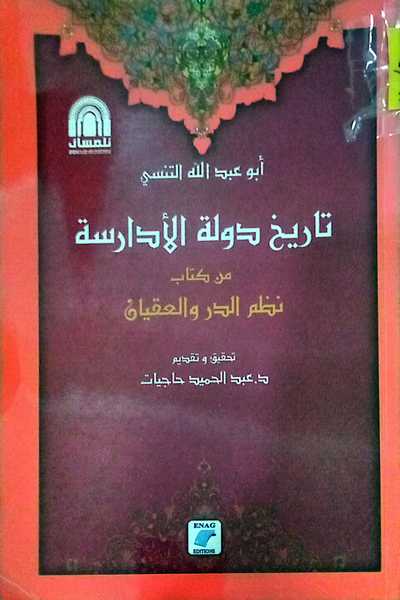 تلمسان
أبو عبد الله التنسي
تاريخ دولة الأدارسة
من كتاب
نظم الدر والعقيان
تحقيق و تقديم
د.عبد الحميد حاجيات
ENAG
EDITIONS